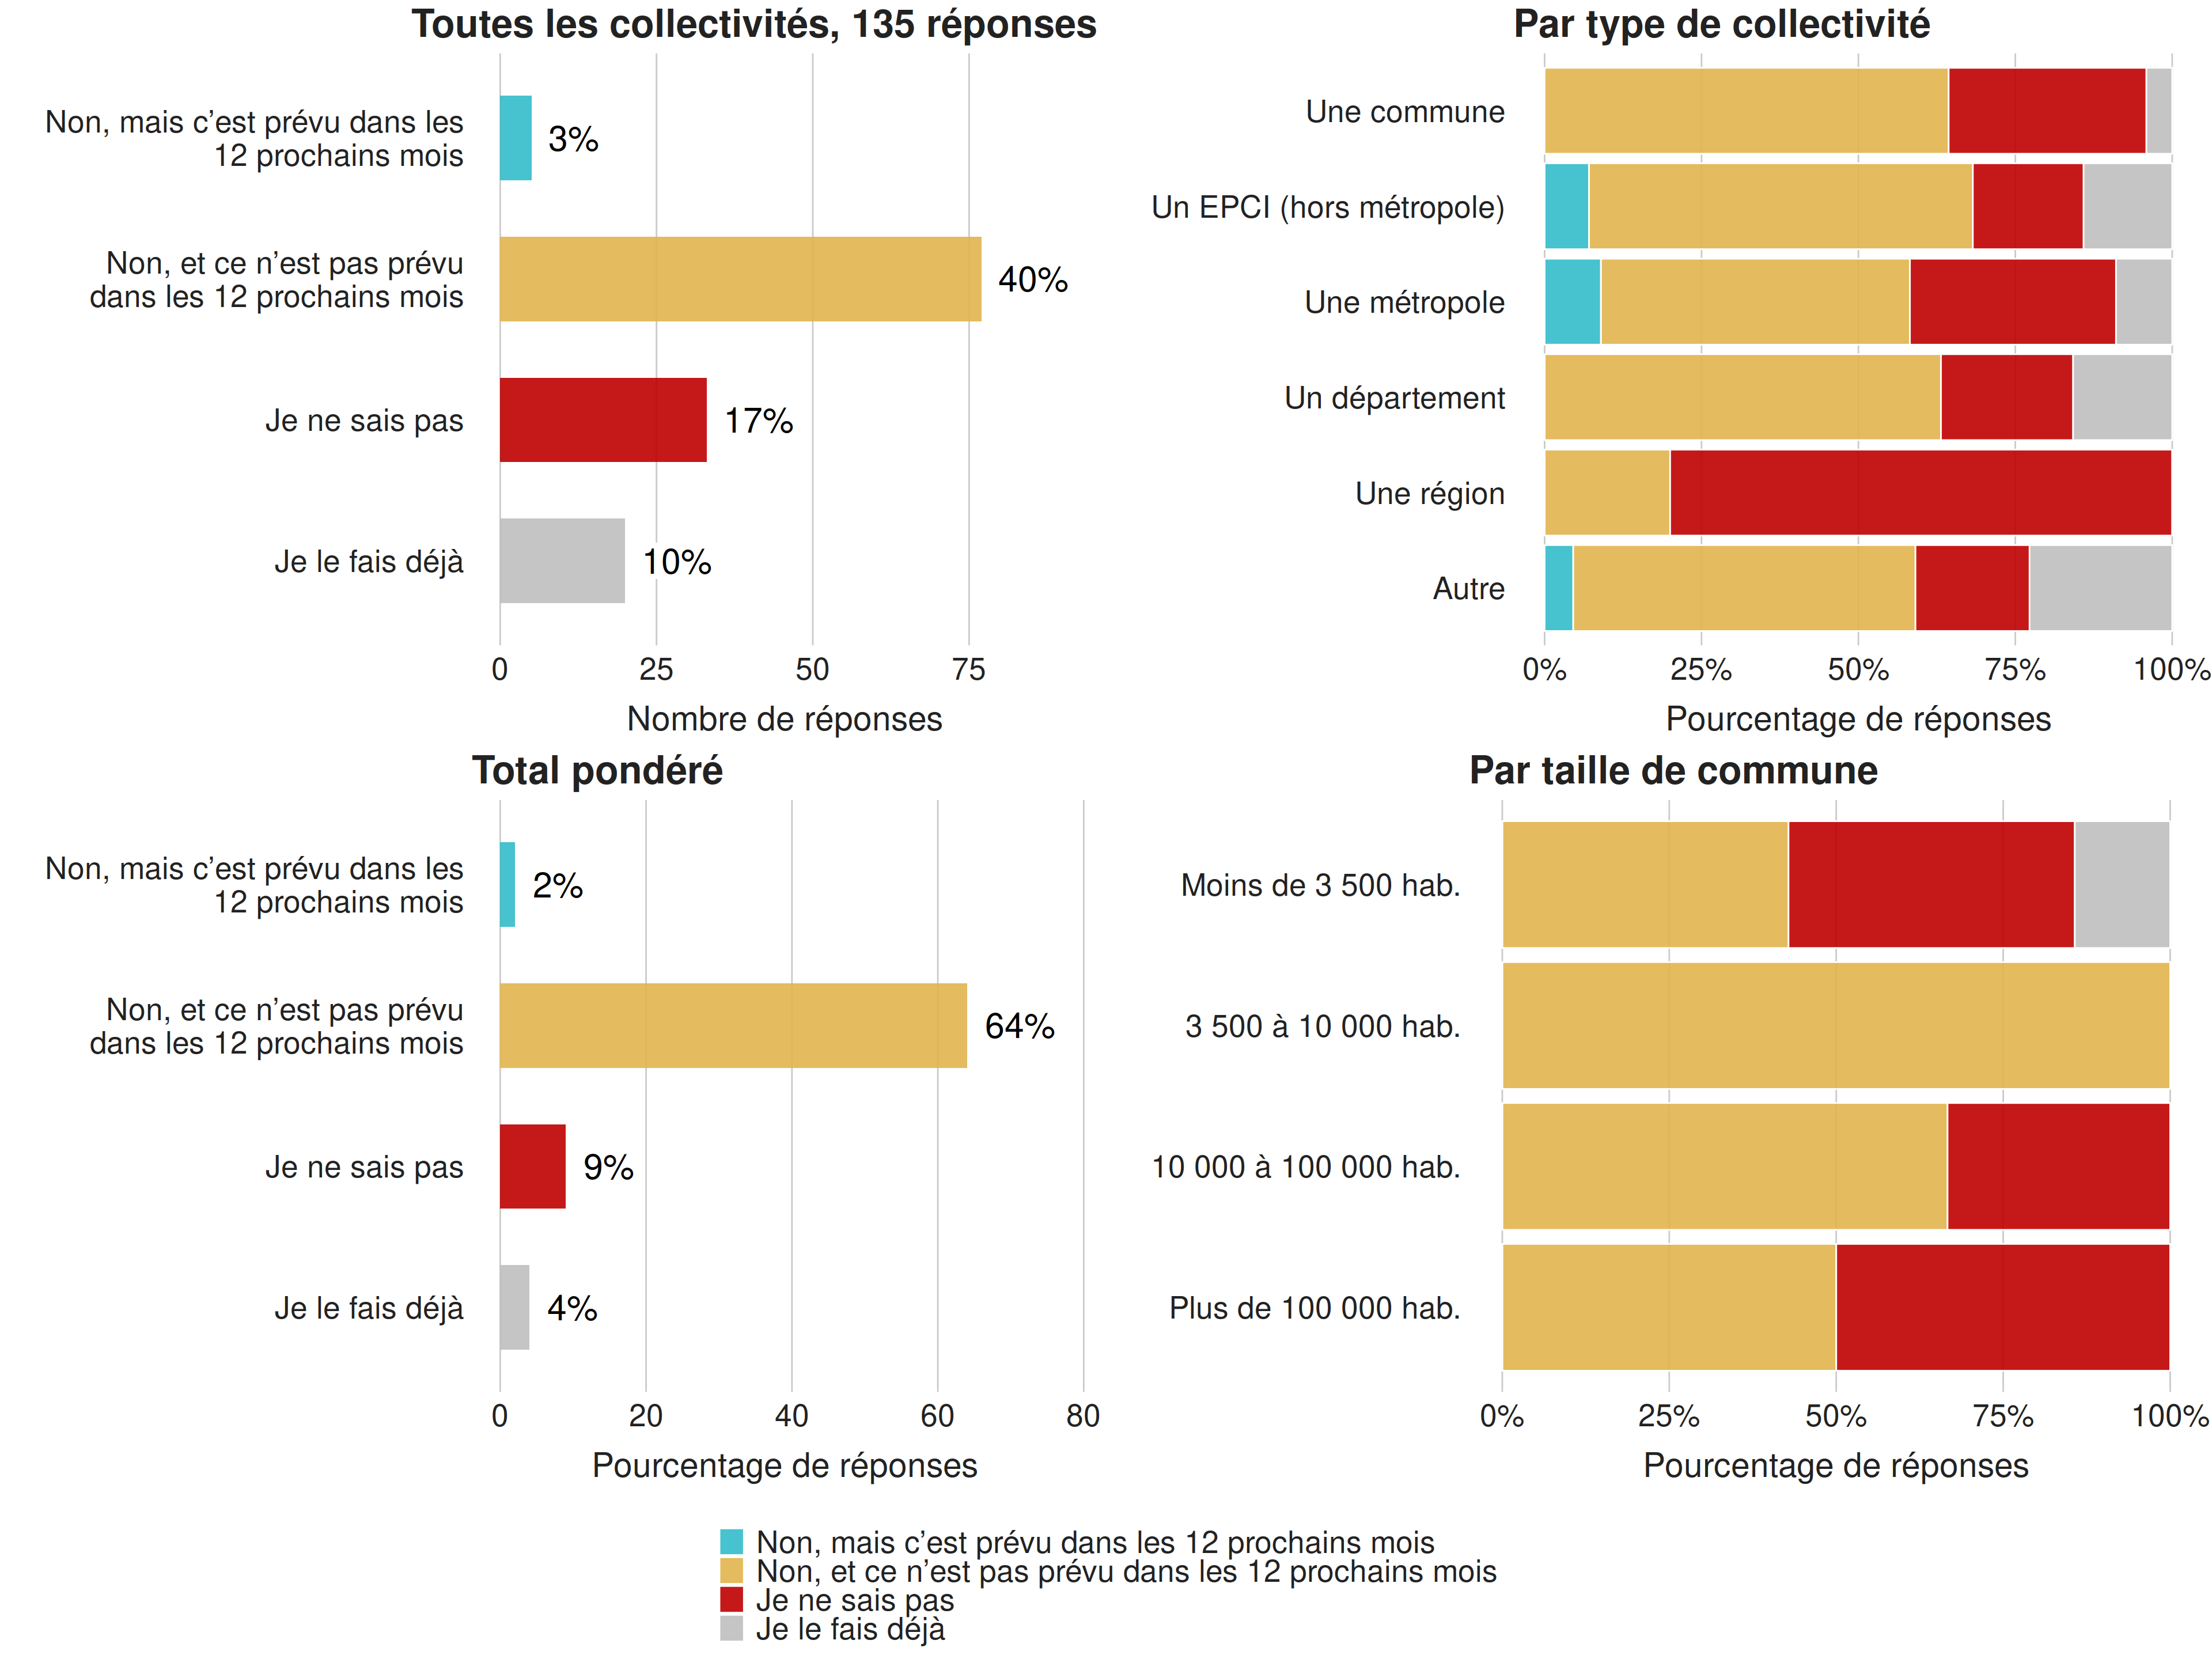 Toutes les collectivités, 135 réponses
Non, mais c’est prévu dans les
12 prochains mois
3%
Non, et ce n’est pas prévu
dans les 12 prochains mois
40%
Je ne sais pas
17%
Je le fais déjà
10%
0 25 50 75
Nombre de réponses
Par type de collectivité
Une commune
Un EPCI (hors métropole)
Une métropole
Un département
Une région
Autre
0% 25% 50% 75% 100%
Pourcentage de réponses
Total pondéré
Non, mais c’est prévu dans les
12 prochains mois
2%
Non, et ce n’est pas prévu
dans les 12 prochains mois
64%
Je ne sais pas
9%
Je le fais déjà
4%
0 20 40 60 80
Pourcentage de réponses
Par taille de commune
Moins de 3 500 hab.
3 500 à 10 000 hab.
10 000 à 100 000 hab.
Plus de 100 000 hab.
0% 25% 50% 75% 100%
Pourcentage de réponses
Non, mais c’est prévu dans les 12 prochains mois
Non, et ce n’est pas prévu dans les 12 prochains mois
Je ne sais pas
Je le fais déjà